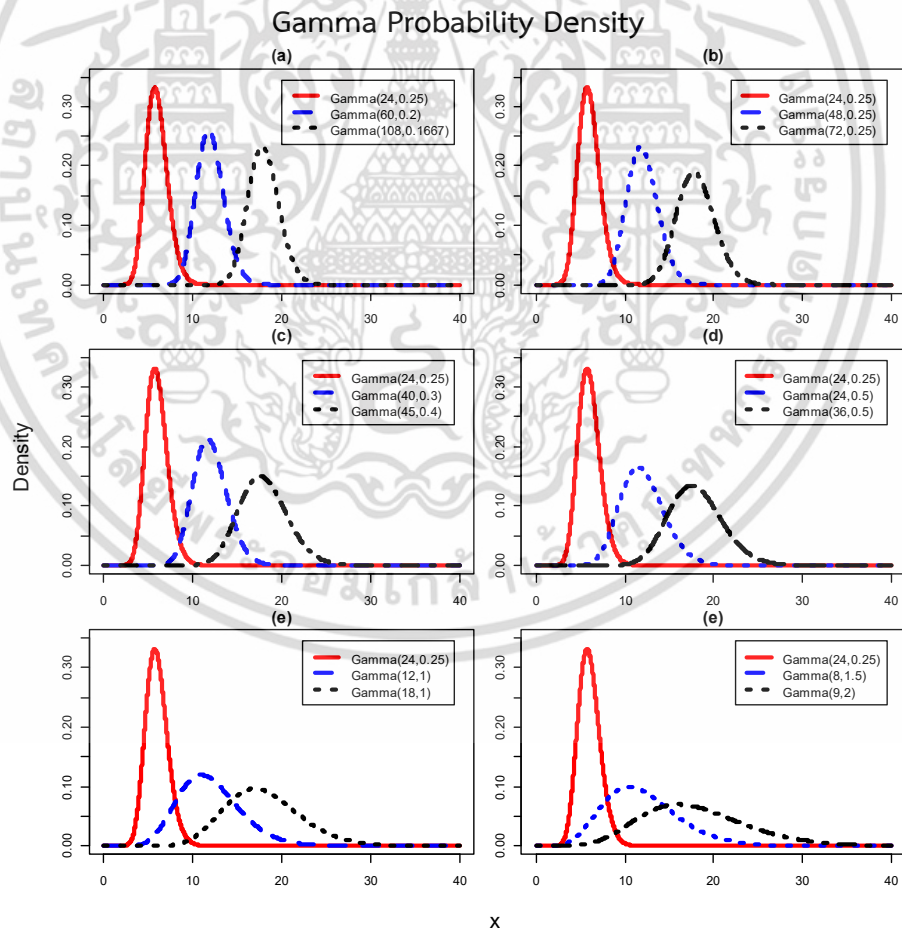 Gamma Probability Density
(a)
Gamma(24,0.25)
Gamma(60,0.2)
Gamma(108,0.1667)
0.00 0.10 0.20 0.30
0 10 20 30 40
(b)
Gamma(24,0.25)
Gamma(48,0.25)
Gamma(72,0.25)
0.00 0.10 0.20 0.30
0 10 20 30 40
(c)
Gamma(24,0.25)
Gamma(40,0.3)
Gamma(45,0.4)
0.00 0.10 0.20 0.30
0 10 20 30 40
(d)
Gamma(24,0.25)
Gamma(24,0.5)
Gamma(36,0.5)
0.00 0.10 0.20 0.30
0 10 20 30 40
Density
(e)
Gamma(24,0.25)
Gamma(12,1)
Gamma(18,1)
0.00 0.10 0.20 0.30
0 10 20 30 40
(e)
Gamma(24,0.25)
Gamma(8,1.5)
Gamma(9,2)
0.00 0.10 0.20 0.30
0 10 20 30 40
x